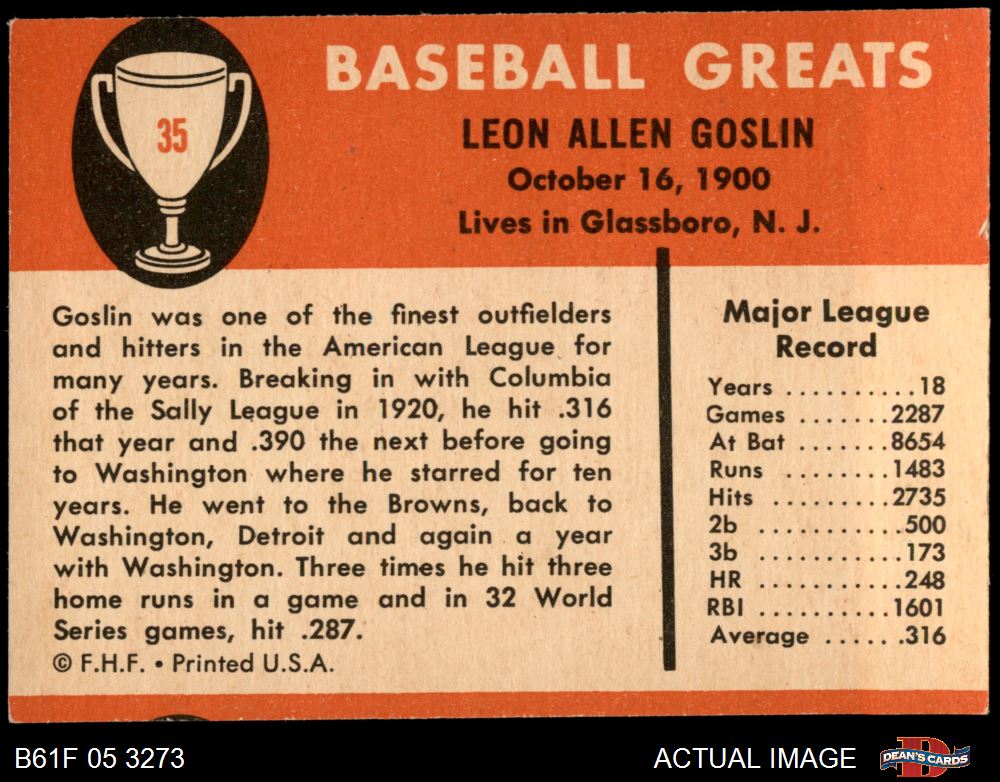 35
BASEBALL GREATS
LEON ALLEN GOSLIN
October 16, 1900
Lives in Glassboro, N. J.
Goslin was one of the finest outfielders
and hitters in the American League for
many years. Breaking in with Columbia
of the Sally League in 1920, he hit .316
that year and .390 the next before going
to Washington where he starred for ten
years. He went to the Browns, back to
Washington, Detroit and again a year
with Washington. Three times he hit three
home runs in a game and in 32 World
Series games, hit .287.
© F.H.F. • Printed U.S.A.
Major League
Record
Years ..........18
Games .......2287
At Bat .......8654
Runs ........1483
Hits .........2735
2b ...........500
3b ...........173
HR ...........248
RBI ..........1601
Average ......316
B61F 05 3273
ACTUAL IMAGE
D
DEAN'S CARDS